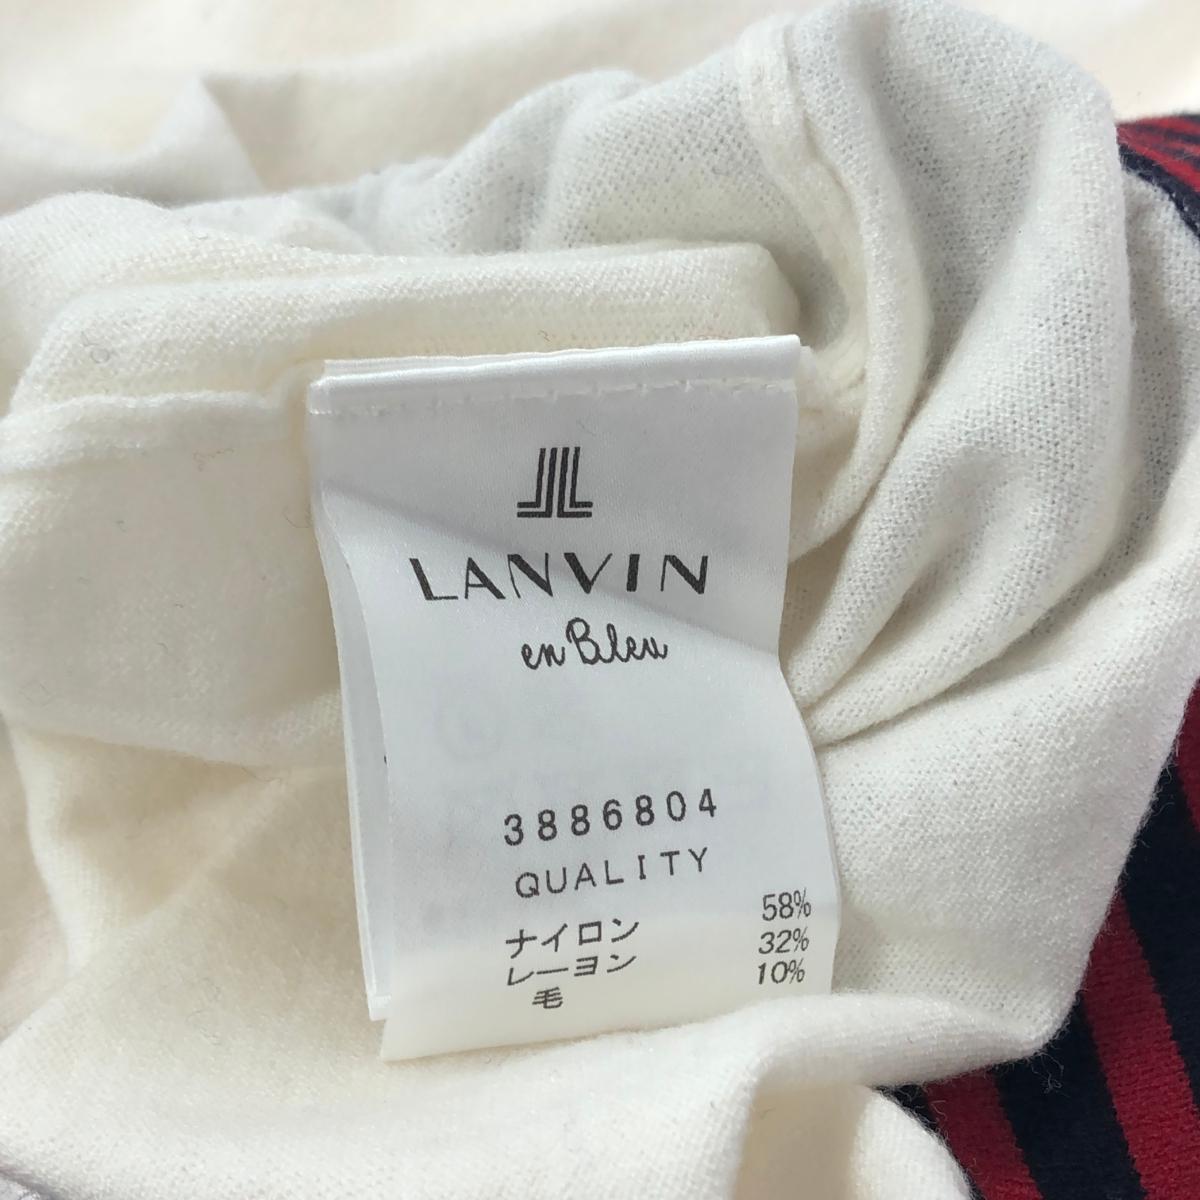 LANVIN
en Bleu
3886804
QUALITY
ナイロン 58%
レーヨン 32%
毛 10%